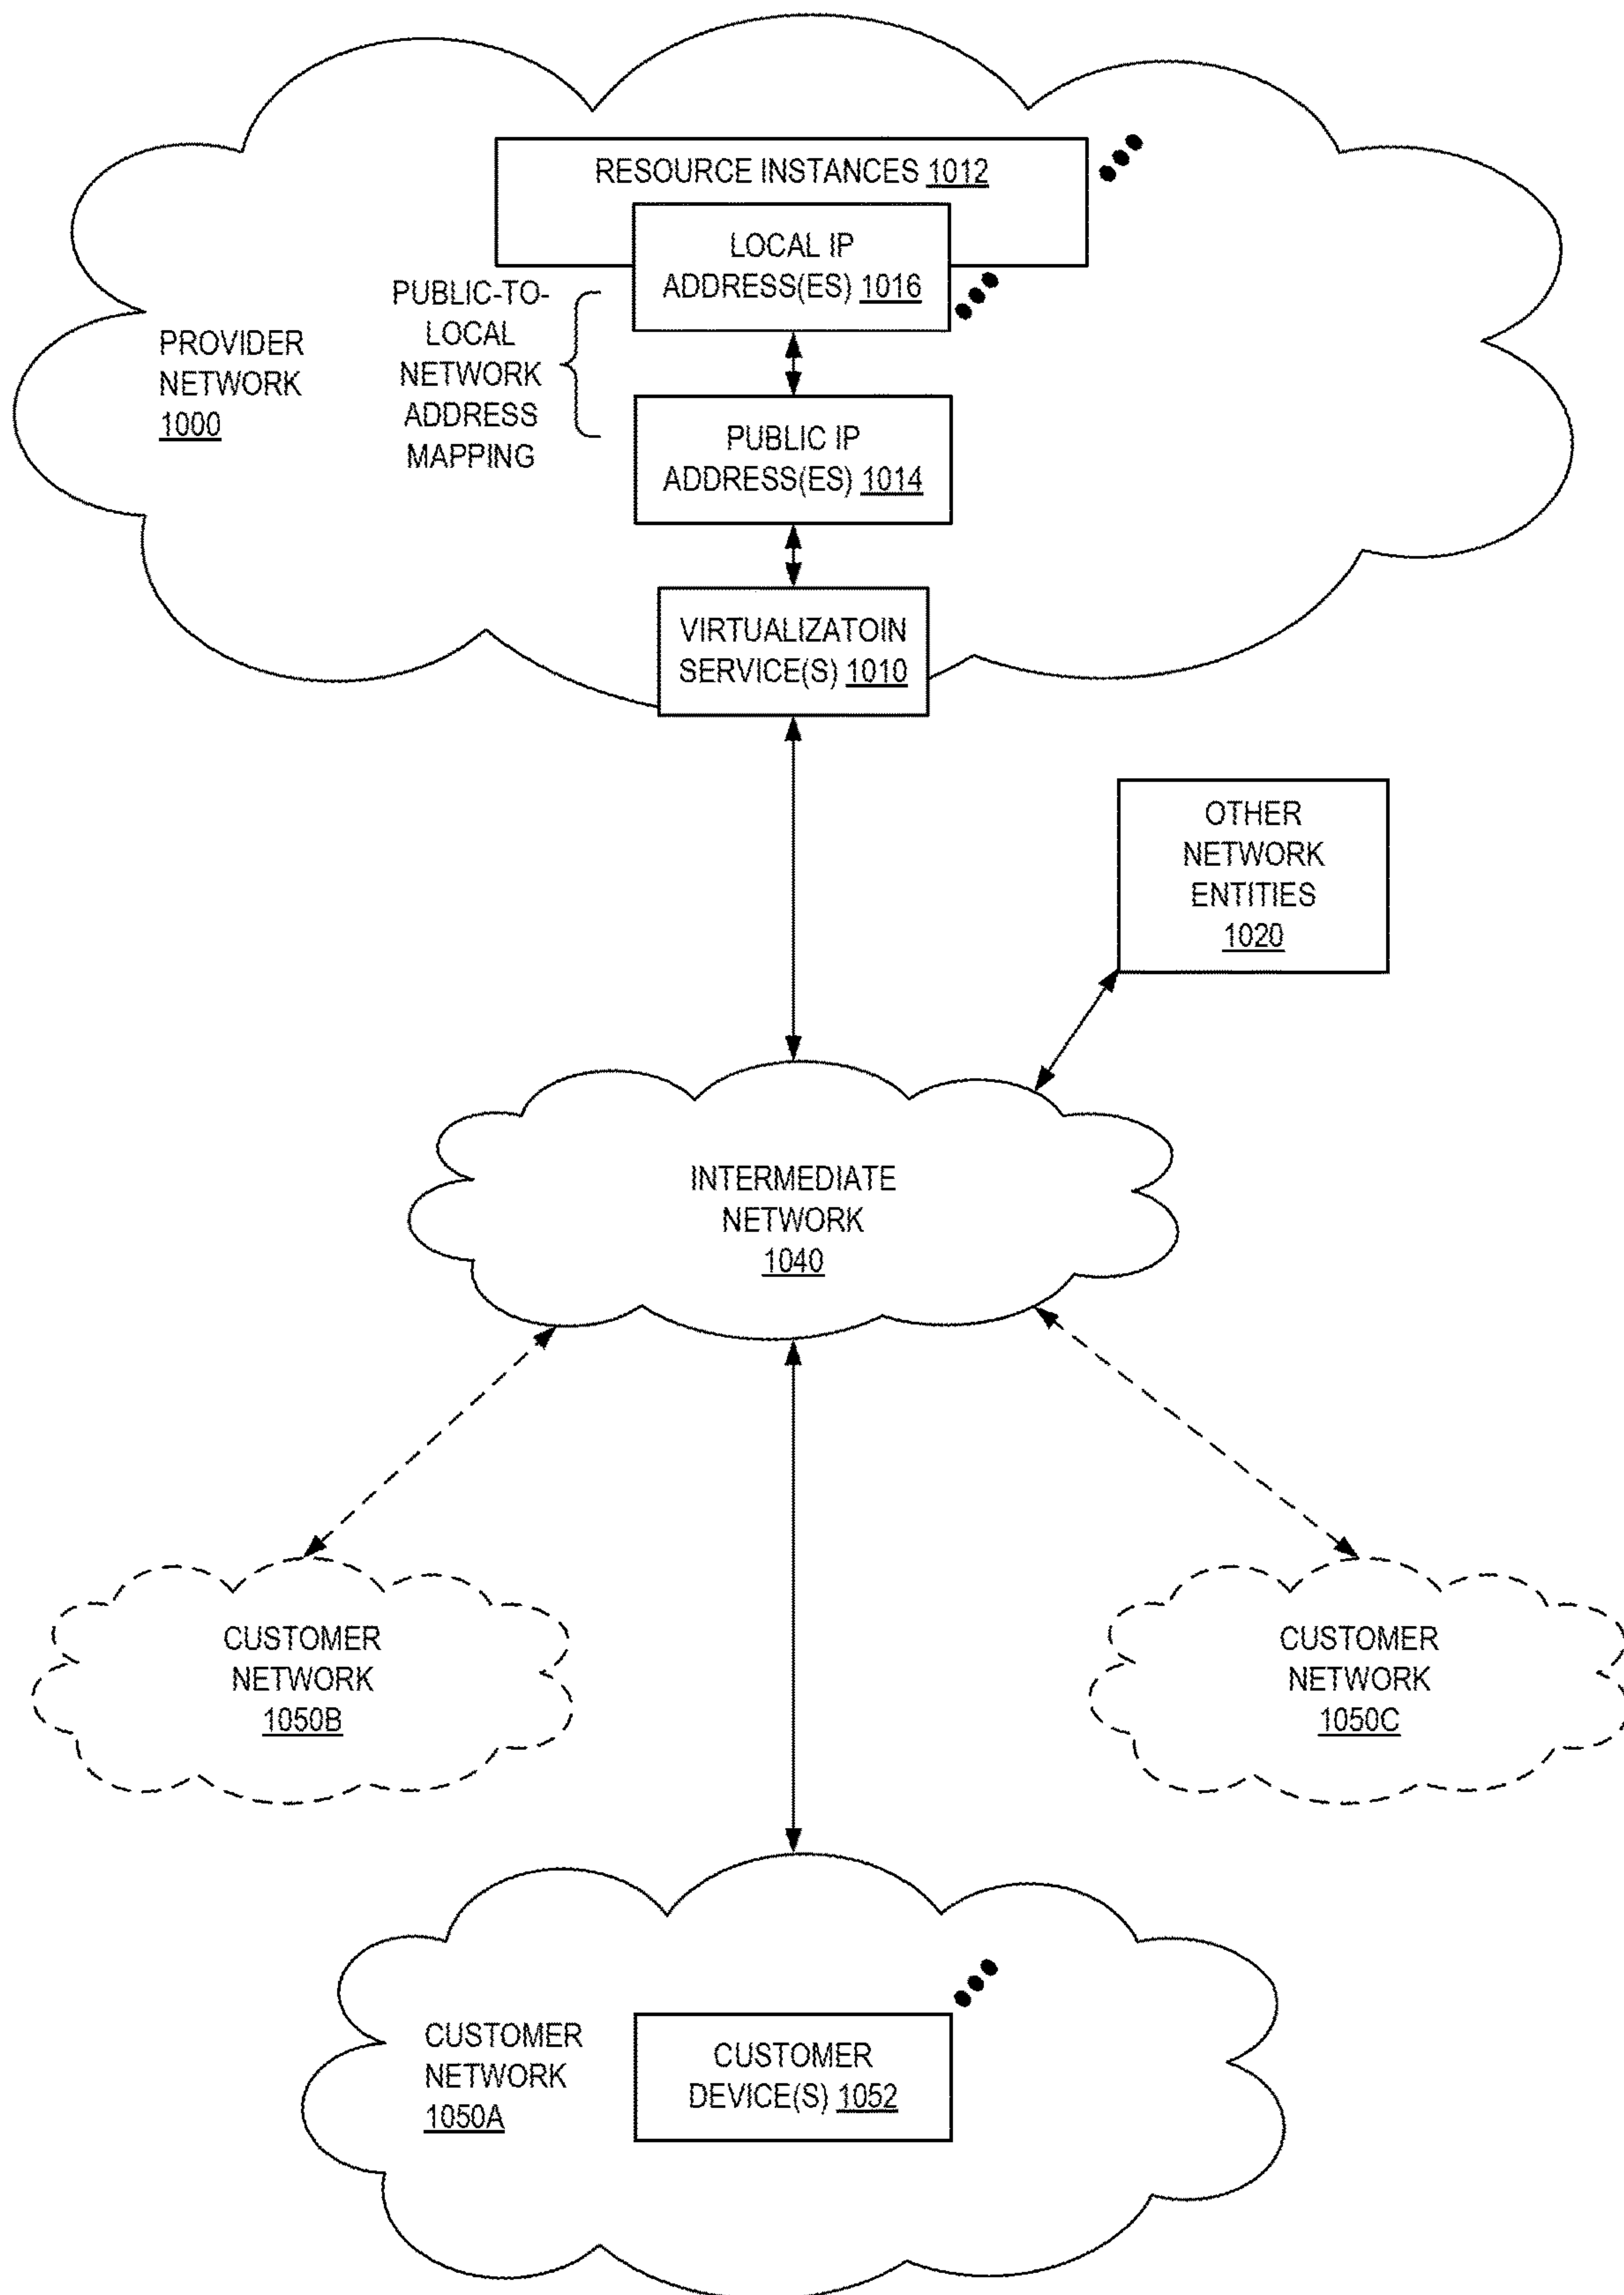 RESOURCE INSTANCES 1012
LOCAL IP
ADDRESS(ES) 1016
PUBLIC-TO-
LOCAL
NETWORK
ADDRESS
MAPPING
PROVIDER
NETWORK
1000
PUBLIC IP
ADDRESS(ES) 1014
VIRTUALIZATOIN
SERVICE(S) 1010
OTHER
NETWORK
ENTITIES
1020
INTERMEDIATE
NETWORK
1040
CUSTOMER
NETWORK
1050B
CUSTOMER
NETWORK
1050C
CUSTOMER
NETWORK
1050A
CUSTOMER
DEVICE(S) 1052